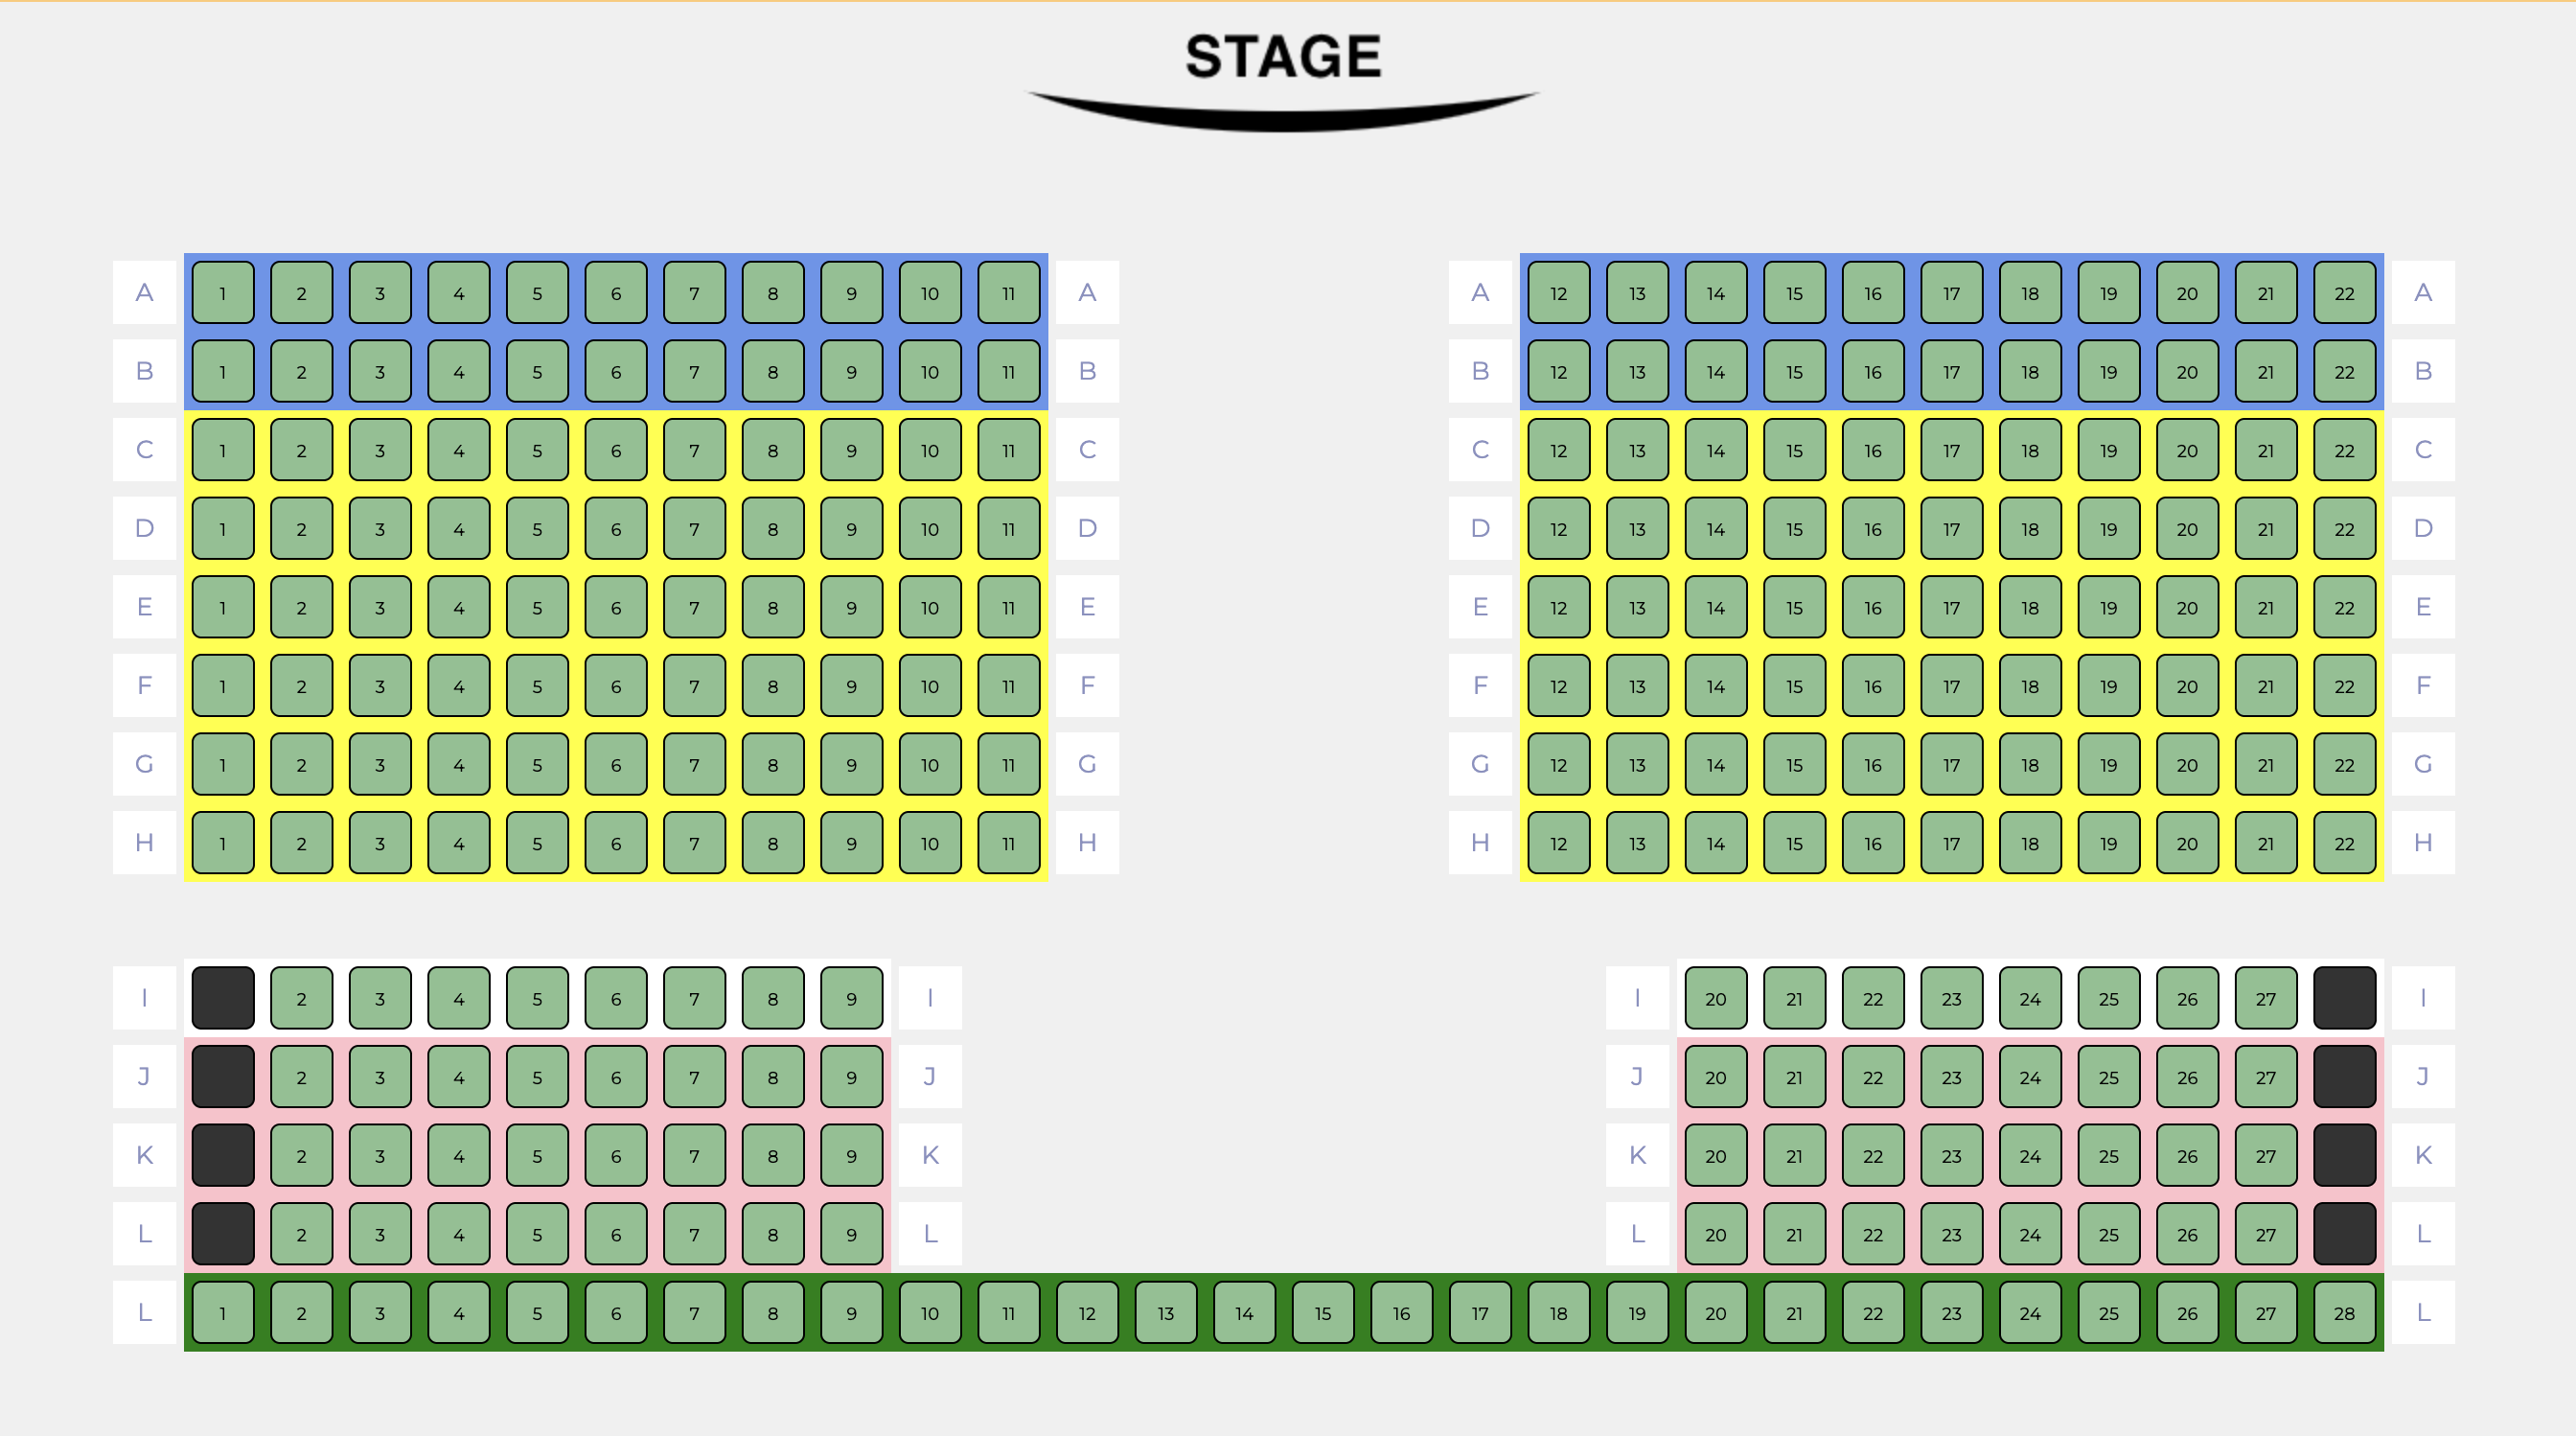 STAGE
A 1 2 3 4 5 6 7 8 9 10 11 A A 12 13 14 15 16 17 18 19 20 21 22 A
B 1 2 3 4 5 6 7 8 9 10 11 B B 12 13 14 15 16 17 18 19 20 21 22 B
C 1 2 3 4 5 6 7 8 9 10 11 C C 12 13 14 15 16 17 18 19 20 21 22 C
D 1 2 3 4 5 6 7 8 9 10 11 D D 12 13 14 15 16 17 18 19 20 21 22 D
E 1 2 3 4 5 6 7 8 9 10 11 E E 12 13 14 15 16 17 18 19 20 21 22 E
F 1 2 3 4 5 6 7 8 9 10 11 F F 12 13 14 15 16 17 18 19 20 21 22 F
G 1 2 3 4 5 6 7 8 9 10 11 G G 12 13 14 15 16 17 18 19 20 21 22 G
H 1 2 3 4 5 6 7 8 9 10 11 H H 12 13 14 15 16 17 18 19 20 21 22 H
I 2 3 4 5 6 7 8 9 I I 20 21 22 23 24 25 26 27 I
J 2 3 4 5 6 7 8 9 J J 20 21 22 23 24 25 26 27 J
K 2 3 4 5 6 7 8 9 K K 20 21 22 23 24 25 26 27 K
L 2 3 4 5 6 7 8 9 L L 20 21 22 23 24 25 26 27 L
L 1 2 3 4 5 6 7 8 9 10 11 12 13 14 15 16 17 18 19 20 21 22 23 24 25 26 27 28 L